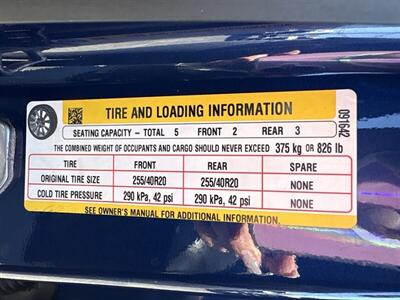 TIRE AND LOADING INFORMATION
SEATING CAPACITY - TOTAL 5 FRONT 2 REAR 3
THE COMBINED WEIGHT OF OCCUPANTS AND CARGO SHOULD NEVER EXCEED 375 kg OR 826 lb
TIRE FRONT REAR SPARE
ORIGINAL TIRE SIZE 255/40R20 255/40R20 NONE
COLD TIRE PRESSURE 290 kPa, 42 psi 290 kPa, 42 psi NONE
SEE OWNER'S MANUAL FOR ADDITIONAL INFORMATION.
091642